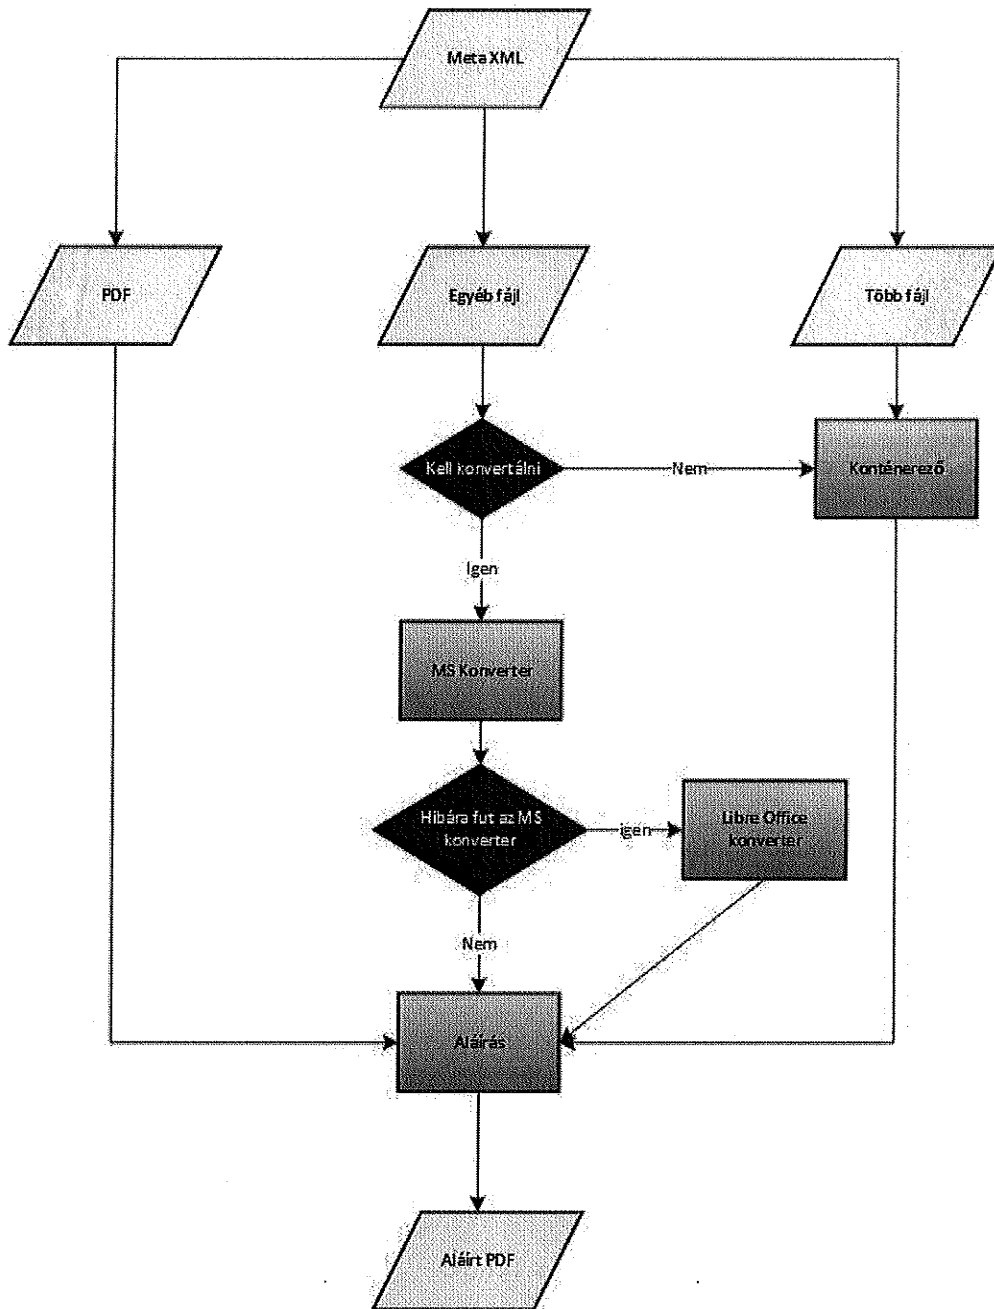 Meta XML
PDF
Egyéb fájl
Több fájl
Kell konvertálni
Nem
Konténerező
Igen
MS Konverter
Hibára fut az MS
konverter
igen
Libre Office
konverter
Nem
Aláírás
Aláírt PDF